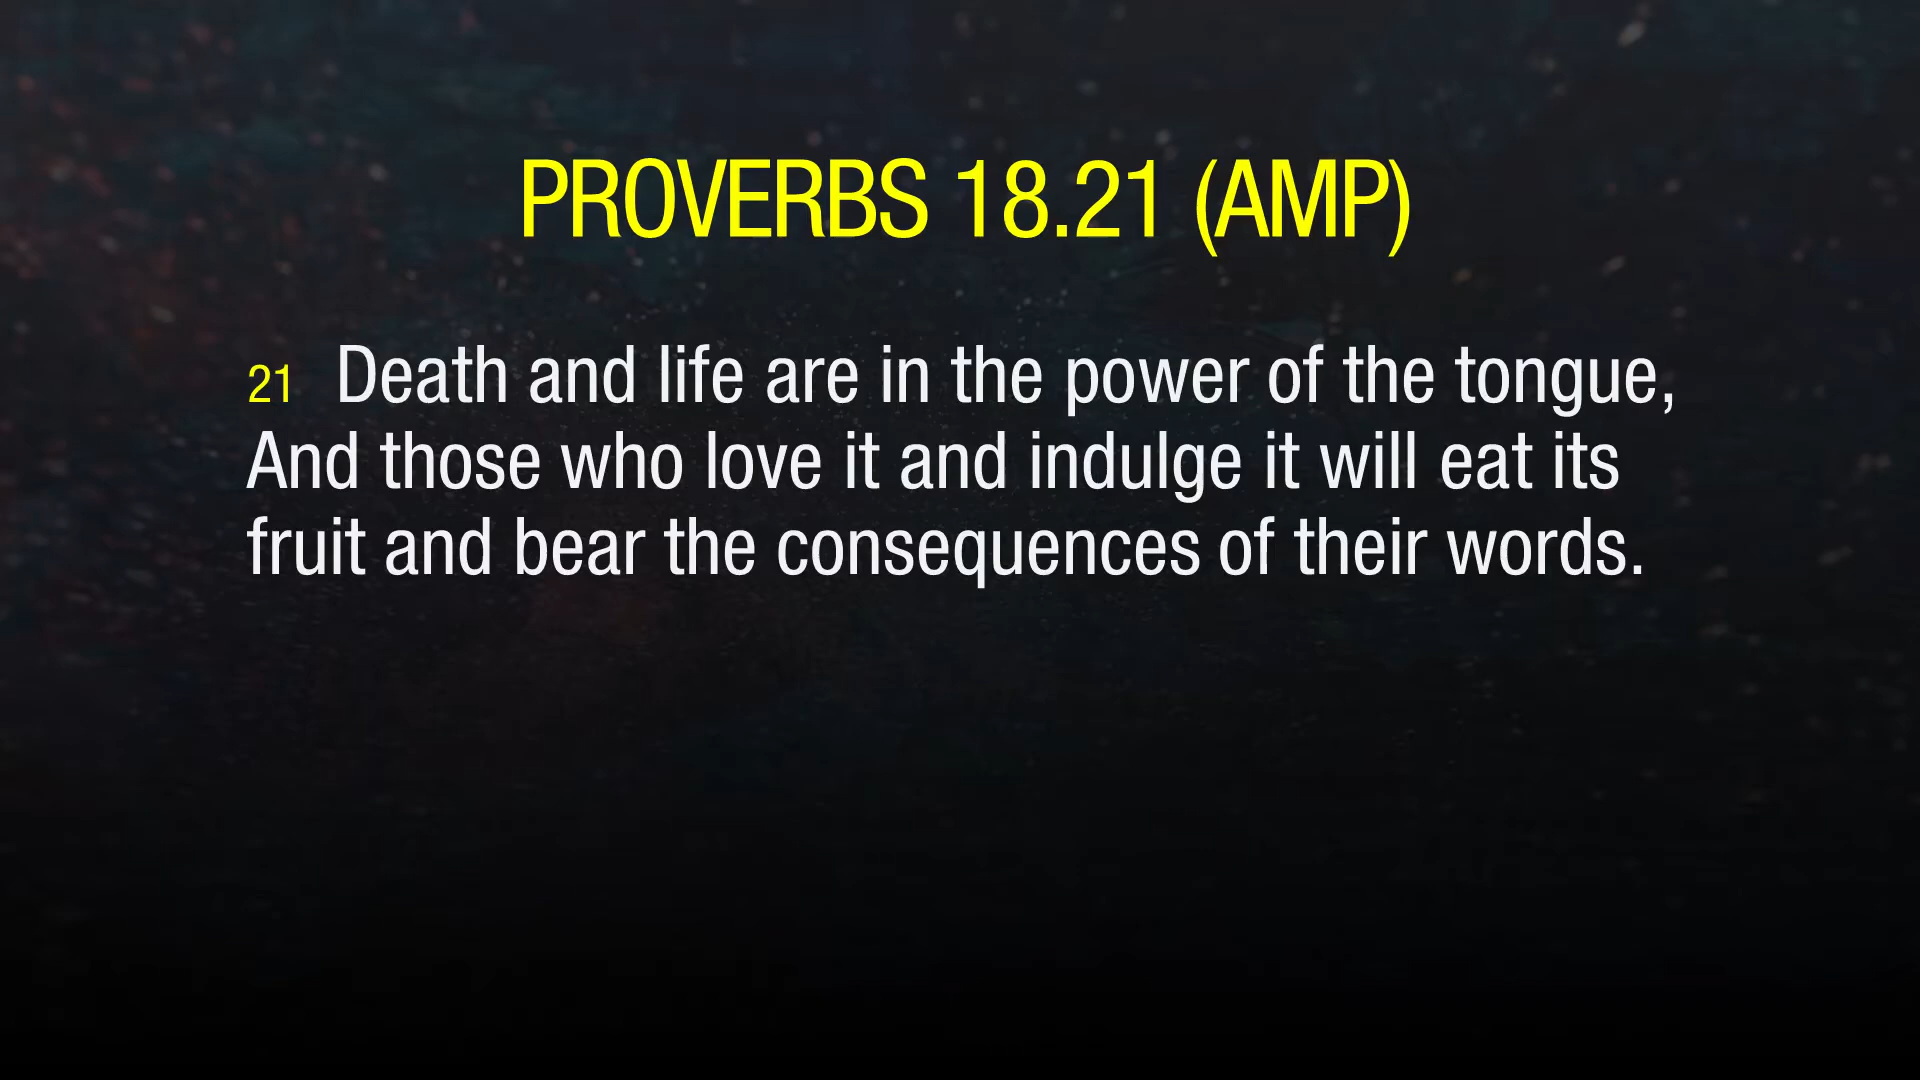 PROVERBS 18.21 (AMP)
21 Death and life are in the power of the tongue,
And those who love it and indulge it will eat its
fruit and bear the consequences of their words.